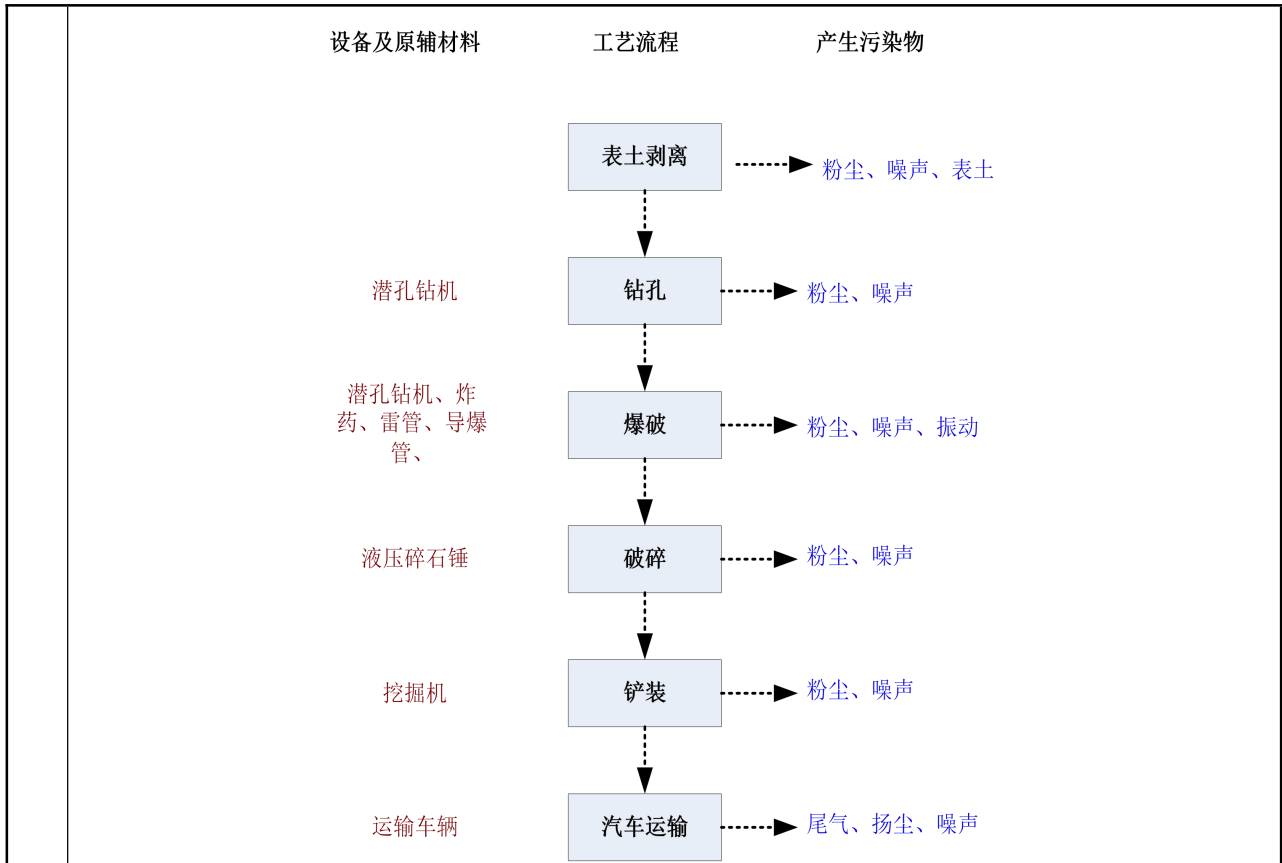 设备及原辅材料 工艺流程 产生污染物
表土剥离 粉尘、噪声、表土
潜孔钻机 钻孔 粉尘、噪声
潜孔钻机、炸
药、雷管、导爆
管、
爆破 粉尘、噪声、振动
液压碎石锤 破碎 粉尘、噪声
挖掘机 铲装 粉尘、噪声
运输车辆 汽车运输 尾气、扬尘、噪声